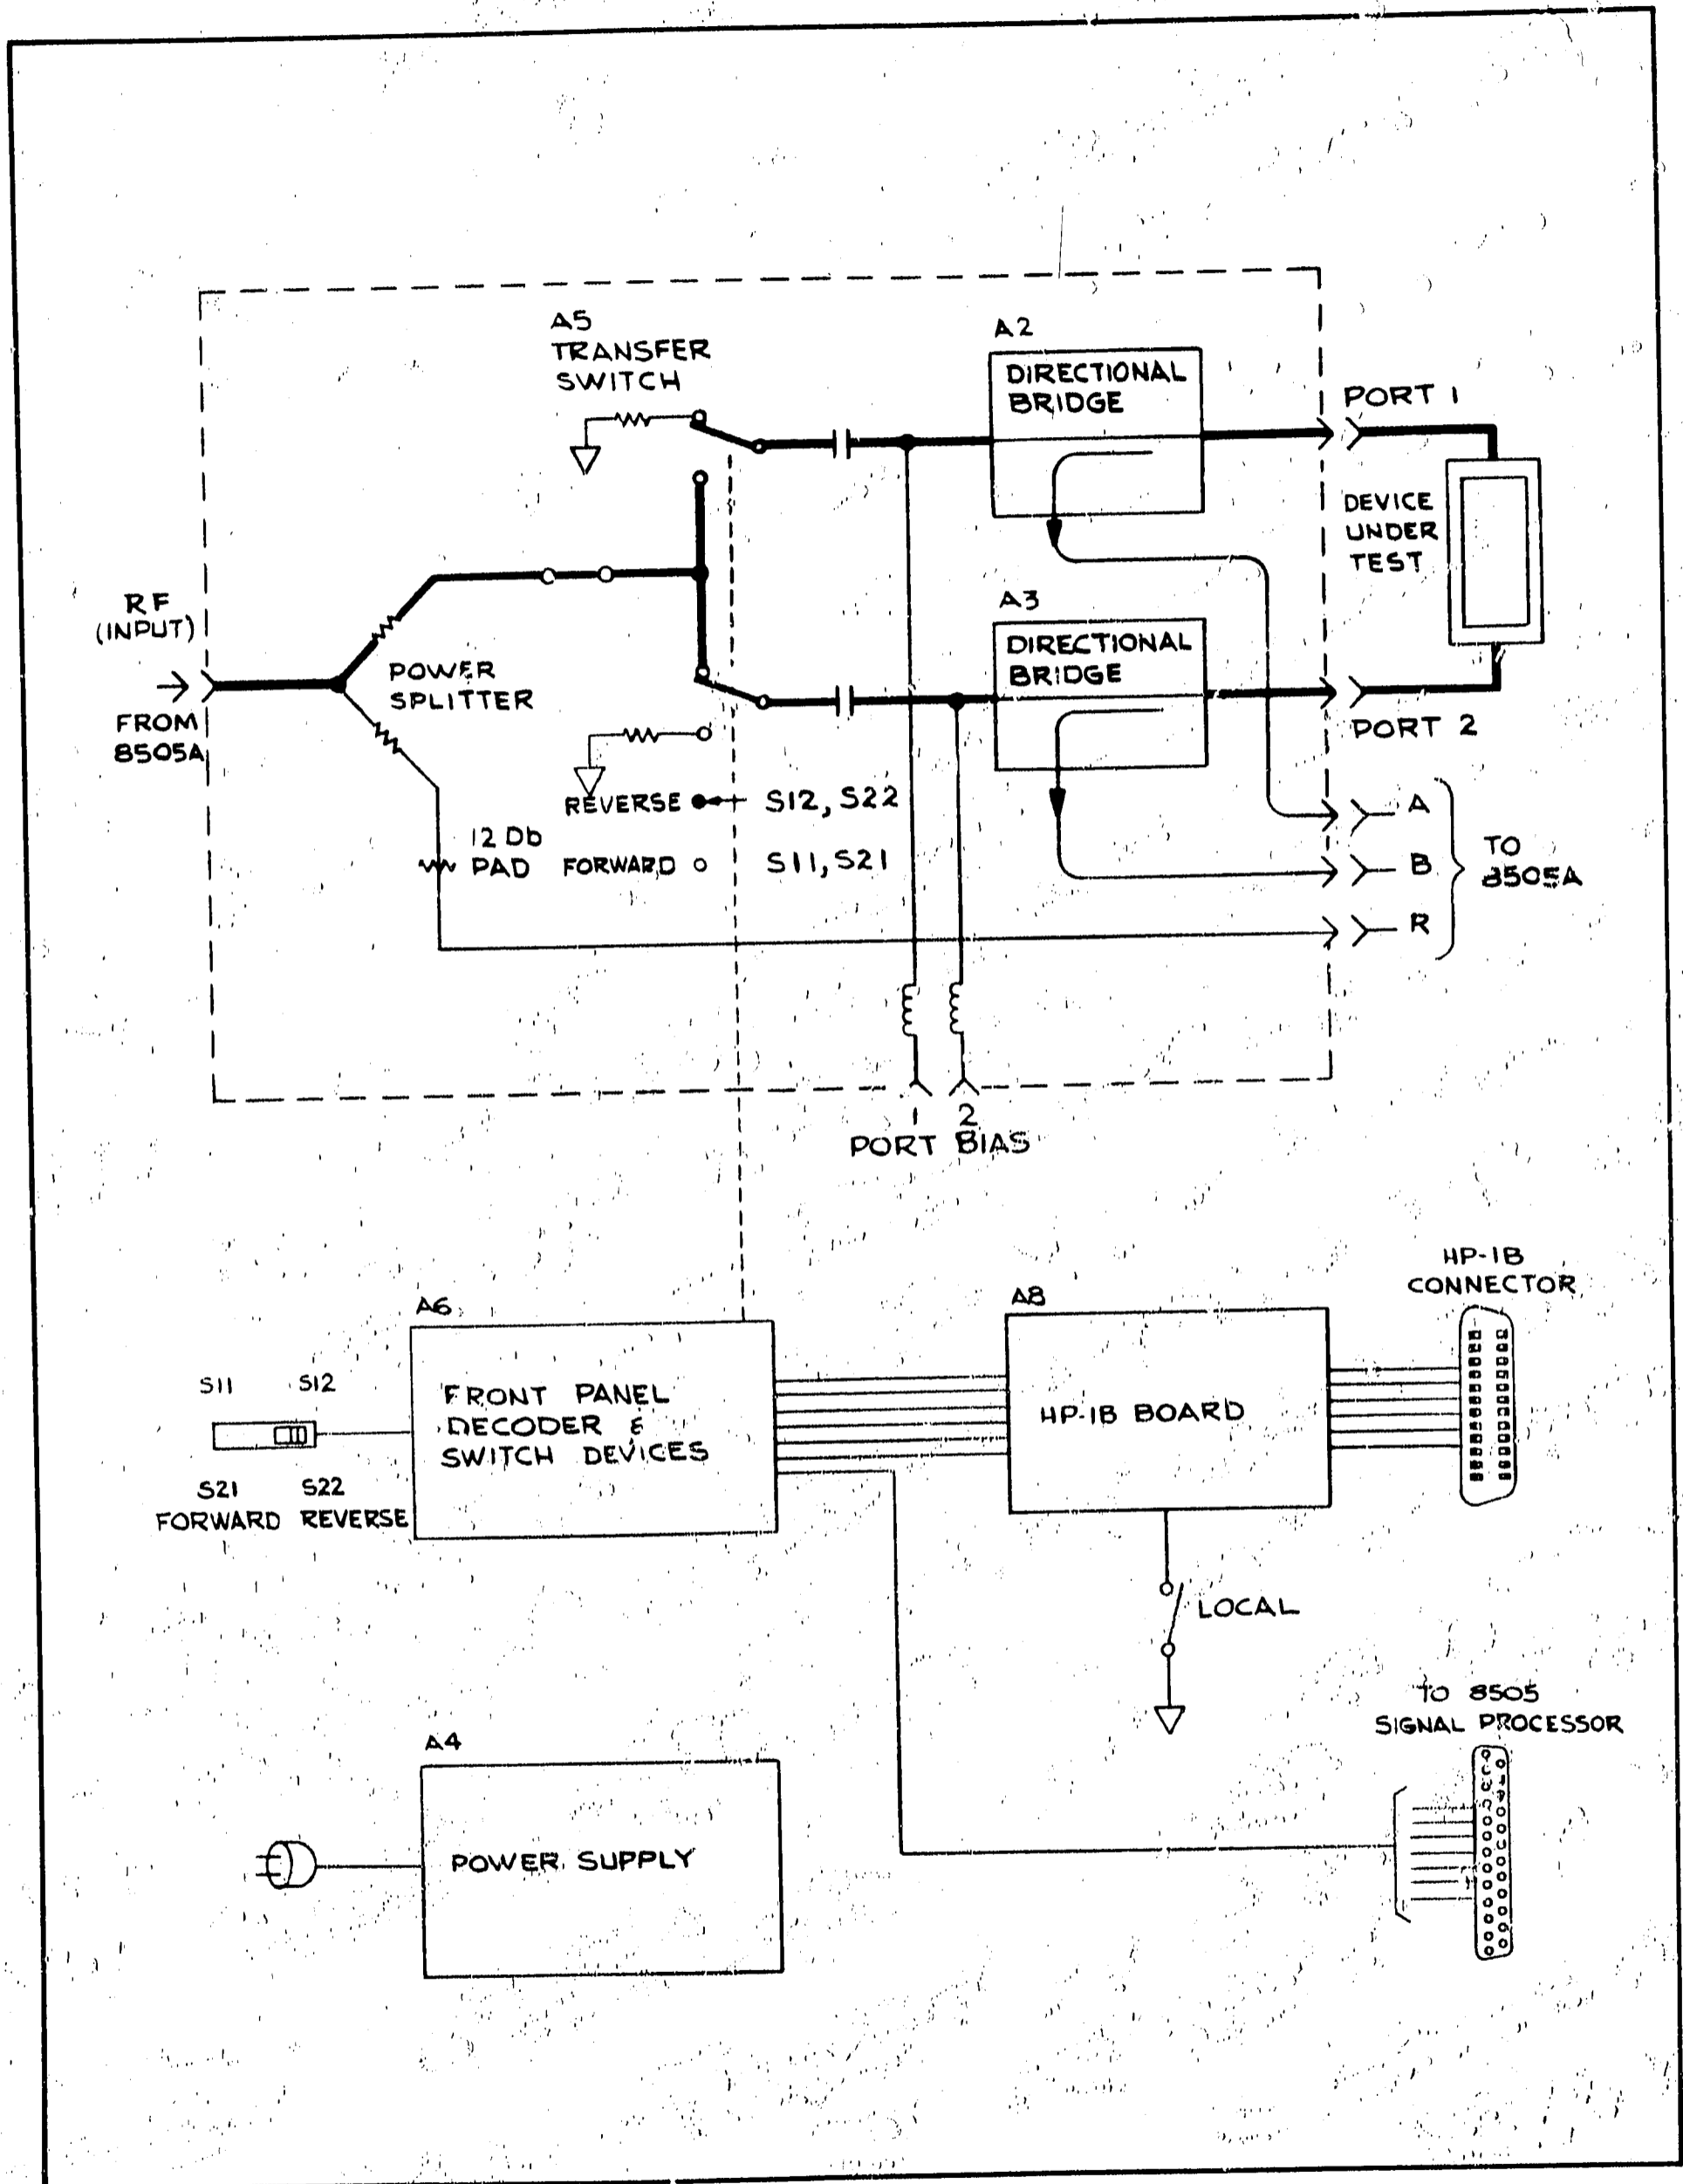 A5
TRANSFER
SWITCH
A2
DIRECTIONAL
BRIDGE
PORT 1
DEVICE
UNDER
TEST
RF
(INPUT)
FROM
8505A
POWER
SPLITTER
A3
DIRECTIONAL
BRIDGE
PORT 2
REVERSE
S12, S22
12 Db
PAD
FORWARD
S11, S21
A
B
R
TO
8505A
1
2
PORT BIAS
A6
FRONT PANEL
DECODER &
SWITCH DEVICES
S11
S12
S21
S22
FORWARD
REVERSE
A8
HP-IB BOARD
HP-IB
CONNECTOR
LOCAL
TO 8505
SIGNAL PROCESSOR
A4
POWER SUPPLY